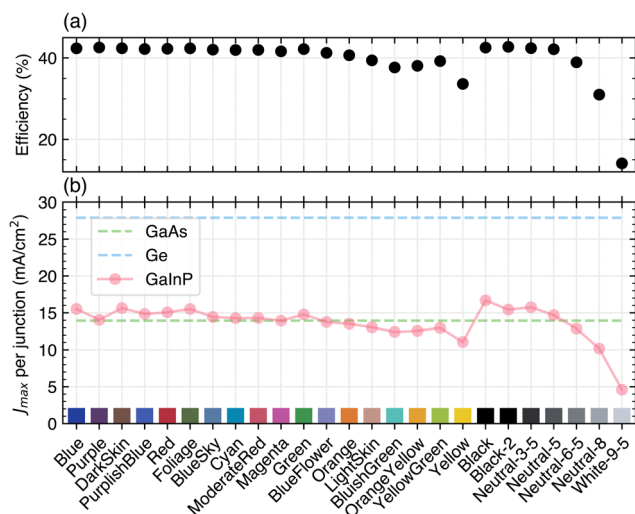 (a)
Efficiency (%)
40
20
(b)
J_max per junction (mA/cm²)
30
25
20
15
10
5
0
GaAs
Ge
GaInP
Blue
Purple
DarkSkin
PurplishBlue
Red
Foliage
BlueSky
Cyan
ModerateRed
Magenta
Green
BlueFlower
Orange
LightSkin
BluishGreen
OrangeYellow
YellowGreen
Yellow
Black
Black-2
Neutral-3-5
Neutral-5
Neutral-6-5
Neutral-8
White-9-5